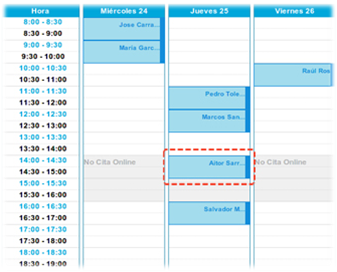 Hora Miércoles 24 Jueves 25 Viernes 26
8:00 - 8:30 Jose Carra...
8:30 - 9:00
9:00 - 9:30 María Garc...
9:30 - 10:00
10:00 - 10:30 Raúl Ros
10:30 - 11:00
11:00 - 11:30 Pedro Tole...
11:30 - 12:00
12:00 - 12:30 Marcos San...
12:30 - 13:00
13:00 - 13:30
13:30 - 14:00
14:00 - 14:30 No Cita Online Aitor Sarr... No Cita Online
14:30 - 15:00
15:00 - 15:30
15:30 - 16:00
16:00 - 16:30 Salvador M...
16:30 - 17:00
17:00 - 17:30
17:30 - 18:00
18:00 - 18:30
18:30 - 19:00